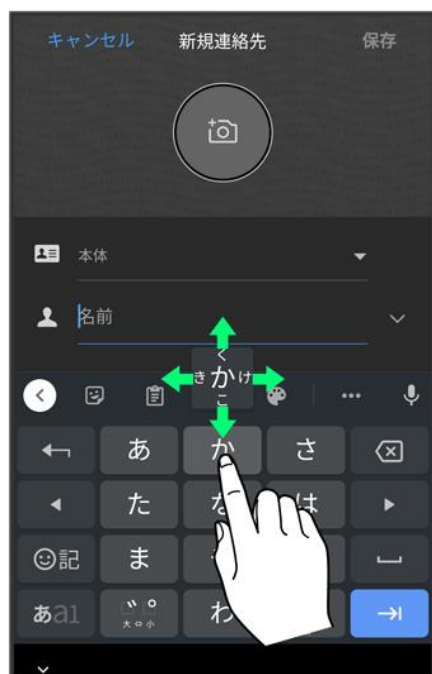 キャンセル 新規連絡先 保存
本体
名前
く
きかけ
こ
あ か さ
た な は
ま
記
あa1 大⇔小 わ